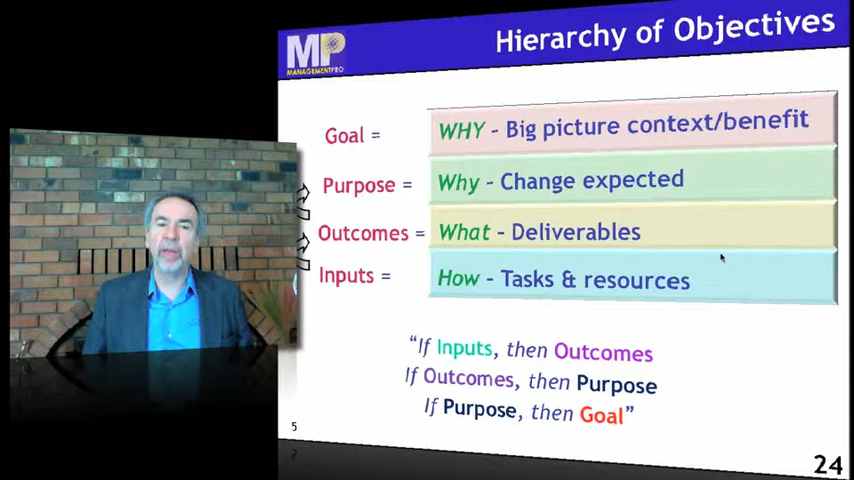 MP
MANAGEMENTPRO
Hierarchy of Objectives
Goal = WHY - Big picture context/benefit
Purpose = Why - Change expected
Outcomes = What - Deliverables
Inputs = How - Tasks & resources
"If Inputs, then Outcomes
If Outcomes, then Purpose
If Purpose, then Goal"
5
24